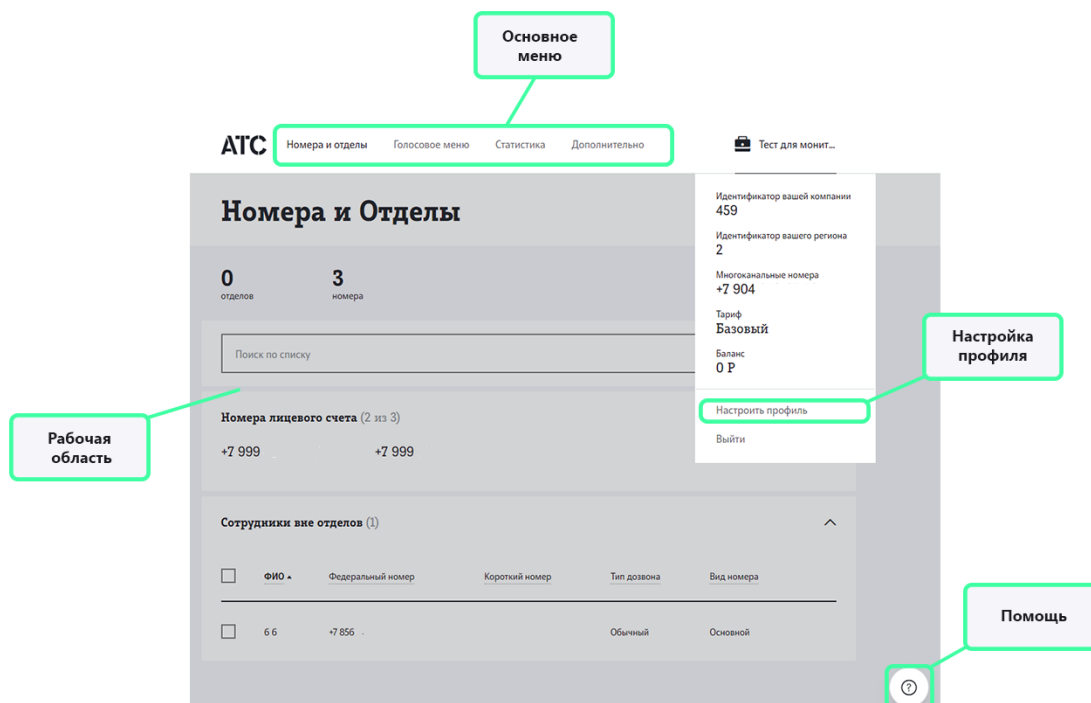 Основное
меню
АТС
Номера и отделы Голосовое меню Статистика Дополнительно
Тест для монит...
Номера и Отделы
Идентификатор вашей компании
459
Идентификатор вашего региона
2
Многоканальные номера
+7 904
Тариф
Базовый
Баланс
0 Р
Настроить профиль
Выйти
Настройка
профиля
0 3
отделов номера
Поиск по списку
Номера лицевого счета (2 из 3)
+7 999 +7 999
Рабочая
область
Сотрудники вне отделов (1)
ФИО Федеральный номер Короткий номер Тип дозвона Вид номера
6 6 +7 856 Обычный Основной
Помощь
?